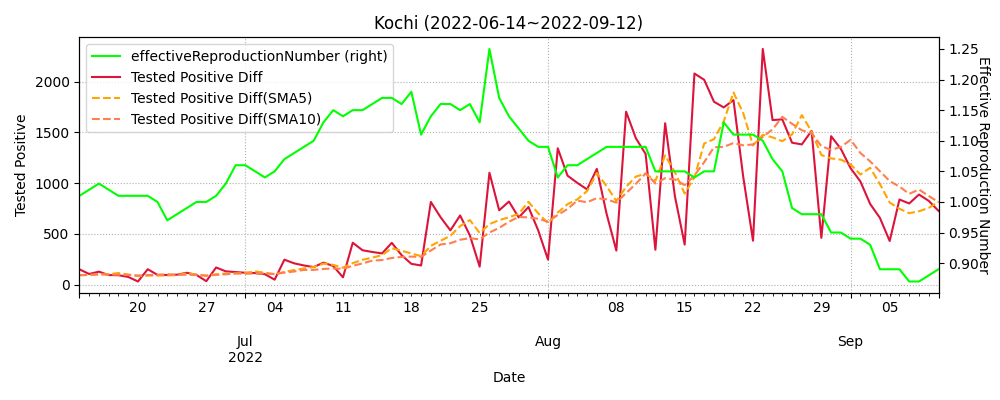 Kochi (2022-06-14~2022-09-12)
effectiveReproductionNumber (right)
Tested Positive Diff
Tested Positive Diff(SMA5)
Tested Positive Diff(SMA10)
Tested Positive
2000
1500
1000
500
0
Effective Reproduction Number
1.25
1.20
1.15
1.10
1.05
1.00
0.95
0.90
20 27 04 11 18 25 08 15 22 29 05
Jul Aug Sep
2022
Date